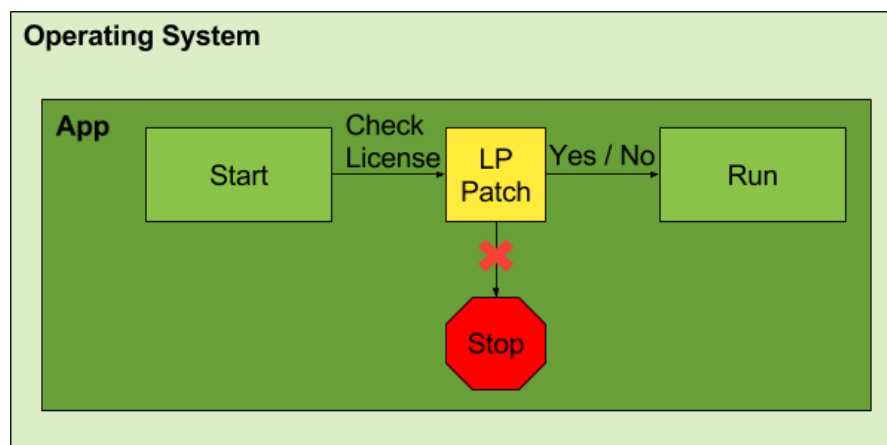 Operating System
App
Start
Check
License
LP
Patch
Yes / No
Run
Stop